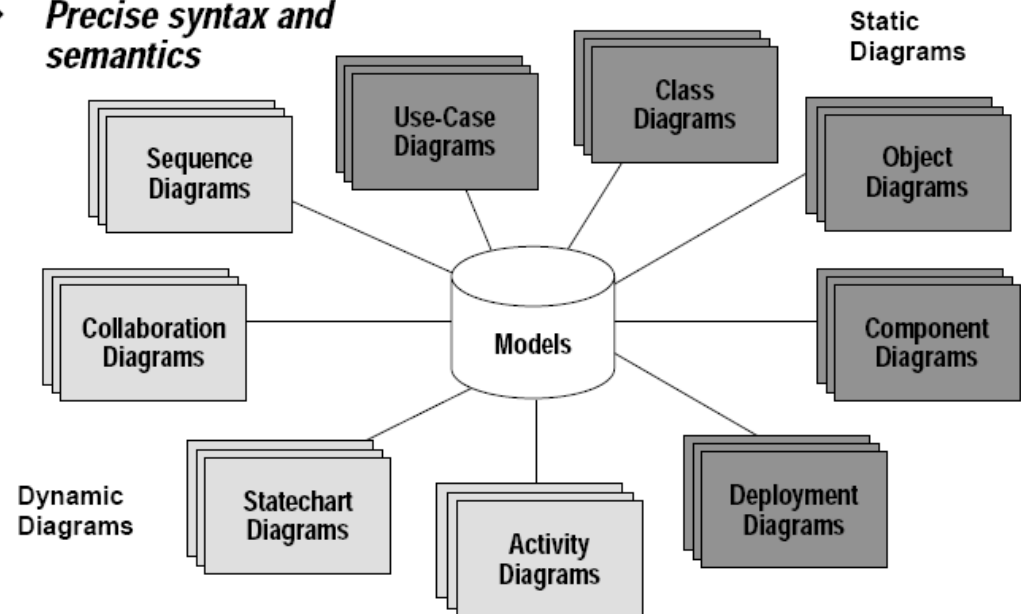 Precise syntax and
semantics
Static
Diagrams
Use-Case
Diagrams
Class
Diagrams
Sequence
Diagrams
Object
Diagrams
Collaboration
Diagrams
Models
Component
Diagrams
Dynamic
Diagrams
Statechart
Diagrams
Activity
Diagrams
Deployment
Diagrams